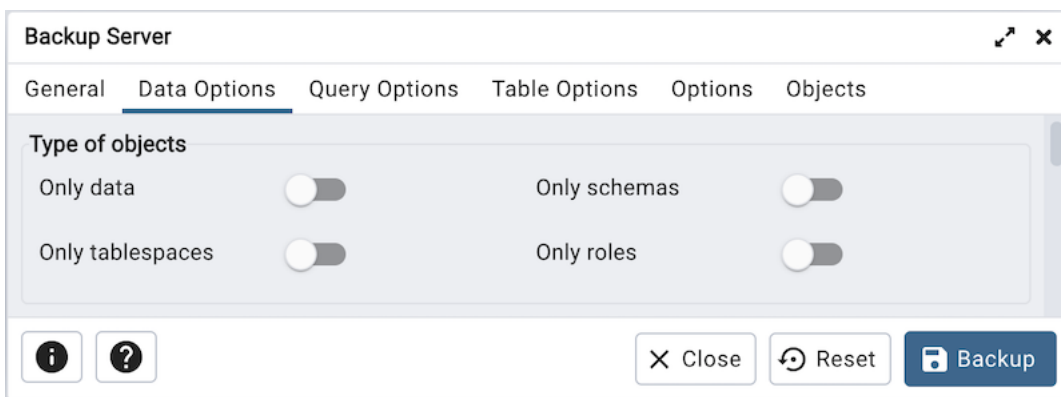 Backup Server
General Data Options Query Options Table Options Options Objects
Type of objects
Only data Only schemas
Only tablespaces Only roles
Close Reset Backup